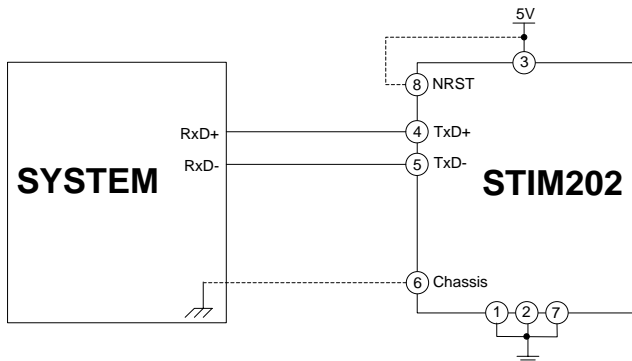 5V
3
8 NRST
RxD+ 4 TxD+
RxD- 5 TxD-
SYSTEM STIM202
6 Chassis
1 2 7